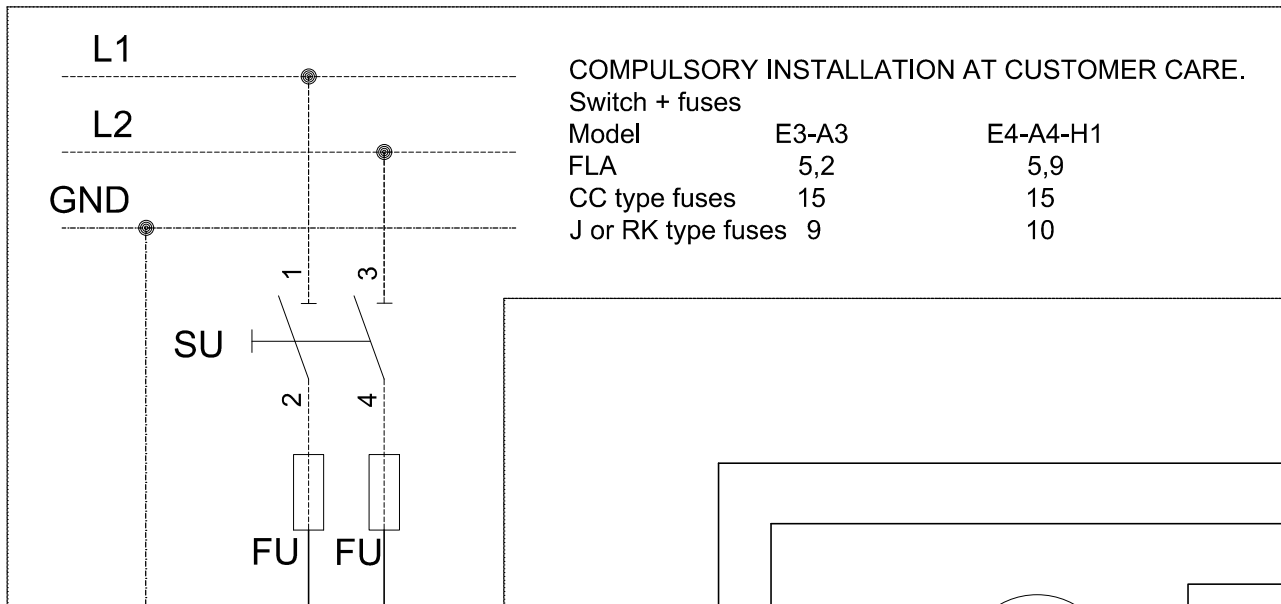 L1
L2
GND
COMPULSORY INSTALLATION AT CUSTOMER CARE.
Switch + fuses
Model E3-A3 E4-A4-H1
FLA 5,2 5,9
CC type fuses 15 15
J or RK type fuses 9 10
1 3
SU
2 4
FU FU